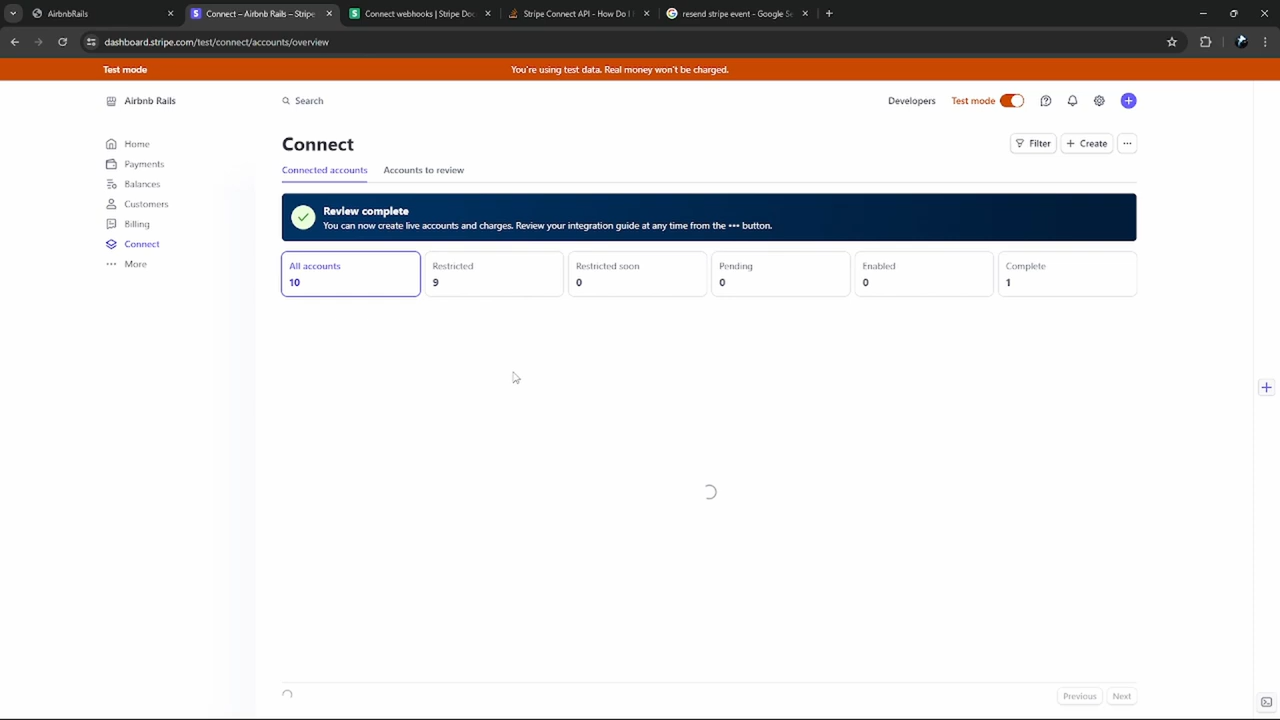 AirbnbRails
Connect – Airbnb Rails – Stripe
Connect webhooks | Stripe Doc
Stripe Connect API - How Do I
resend stripe event - Google Se
dashboard.stripe.com/test/connect/accounts/overview
Test mode
You're using test data. Real money won't be charged.
Airbnb Rails
Search
Developers
Test mode
Home
Payments
Balances
Customers
Billing
Connect
More
Connect
Filter
Create
Connected accounts
Accounts to review
Review complete
You can now create live accounts and charges. Review your integration guide at any time from the ••• button.
All accounts
10
Restricted
9
Restricted soon
0
Pending
0
Enabled
0
Complete
1
Previous
Next